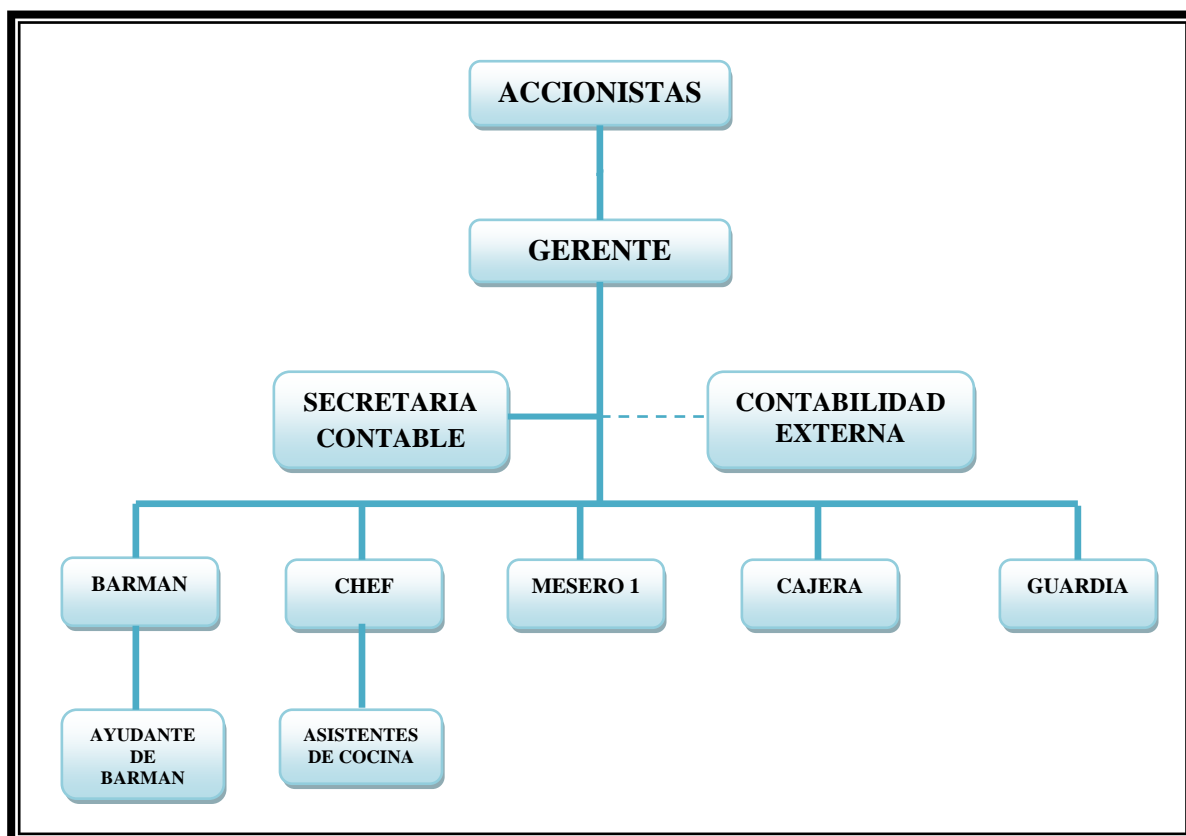 ACCIONISTAS
GERENTE
SECRETARIA
CONTABLE
CONTABILIDAD
EXTERNA
BARMAN
CHEF
MESERO 1
CAJERA
GUARDIA
AYUDANTE
DE
BARMAN
ASISTENTES
DE COCINA